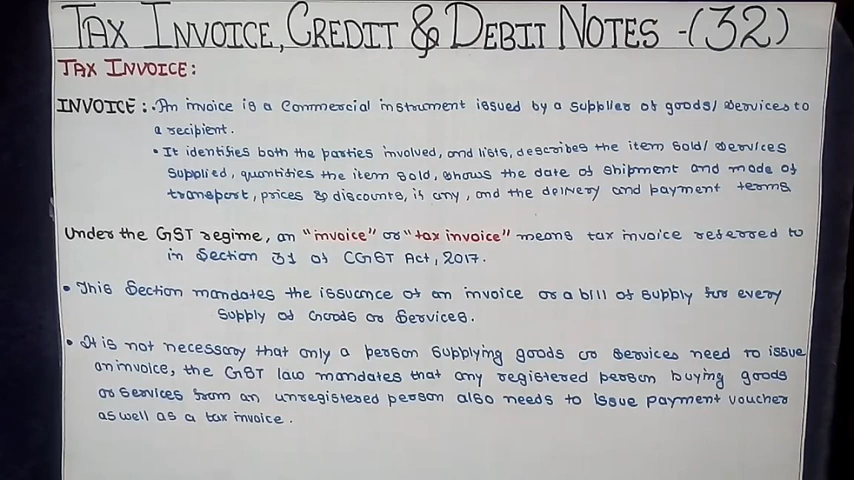 TAX INVOICE, CREDIT & DEBIT NOTES -(32)
TAX INVOICE:
INVOICE: • An invoice is a commercial instrument issued by a supplier of goods/services to
a recipient.
• It identifies both the parties involved, and lists, describes the item sold/services
supplied, quantifies the item sold, shows the date of shipment and mode of
transport, prices & discounts, if any, and the delivery and payment terms
Under the GST regime, an "invoice" or "tax invoice" means tax invoice referred to
in Section 31 of CGST Act, 2017.
• This Section mandates the issuance of an invoice or a bill of supply for every
supply of Goods or Services.
• It is not necessary that only a person supplying goods or services need to issue
an invoice, the GST law mandates that any registered person buying goods
or services from an unregistered person also needs to issue payment voucher
as well as a tax invoice.